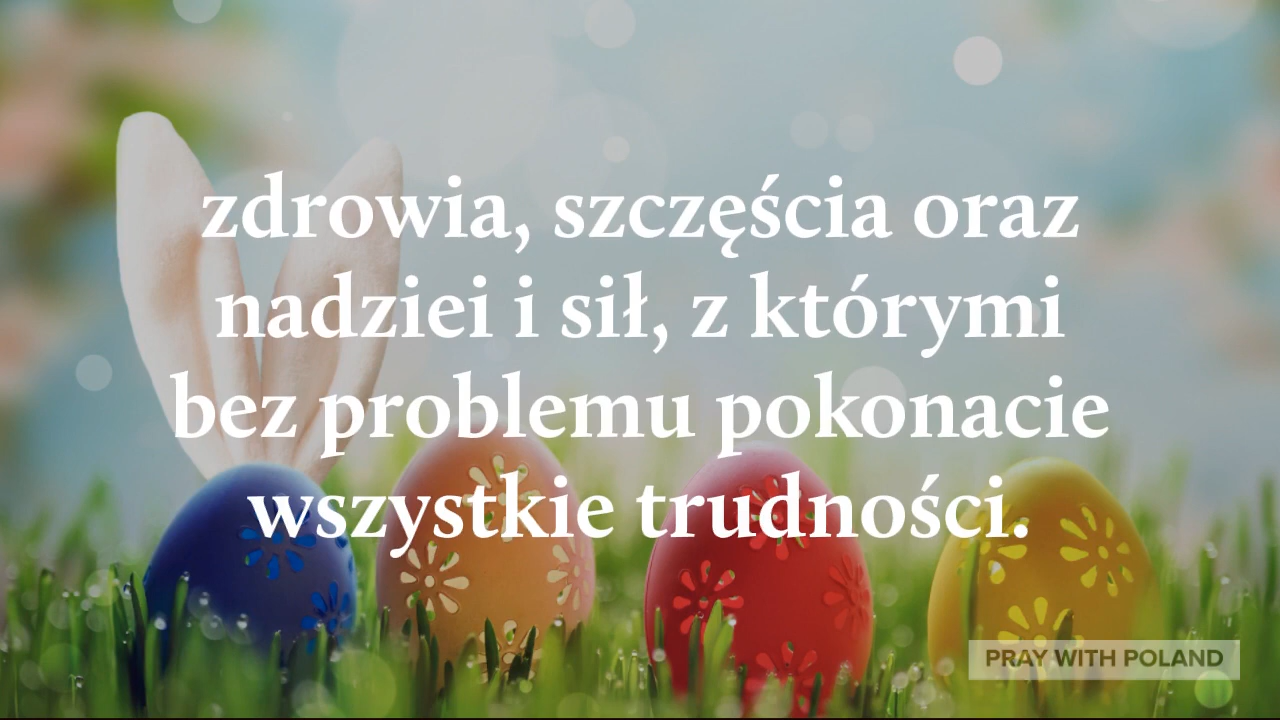 zdrowia, szczęścia oraz
nadziei i sił, z którymi
bez problemu pokonacie
wszystkie trudności.
PRAY WITH POLAND